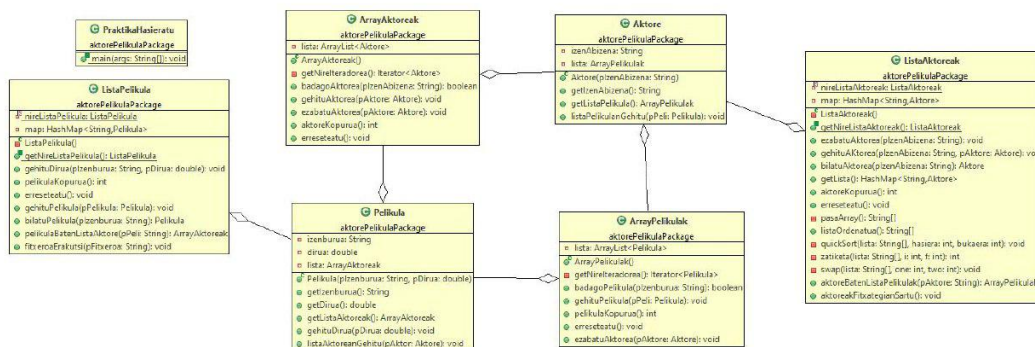 PraktikaHasieratu
aktorePelikulaPackage
main(args: String[]): void
ListaPelikula
aktorePelikulaPackage
nireListaPelikula: ListaPelikula
map: HashMap<String,Pelikula>
ListaPelikula()
getNireListaPelikula(): ListaPelikula
gehituDirua(pIzenburua: String, pDirua: double): void
pelikulaKopurua(): int
erreseteatu(): void
gehituPelikula(pPelikula: Pelikula): void
bilatuPelikula(pIzenburua: String): Pelikula
pelikulaBatenListaAktore(pPeli: String): ArrayAktoreak
fitxeroaErakutsi(pFitxeroa: String): void
ArrayAktoreak
aktorePelikulaPackage
lista: ArrayList<Aktore>
ArrayAktoreak()
getNireIteradorea(): Iterator<Aktore>
badagoAktorea(pIzenAbizena: String): boolean
gehituAktorea(pAktore: Aktore): void
ezabatuAktorea(pAktore: Aktore): void
aktoreKopurua(): int
erreseteatu(): void
Pelikula
aktorePelikulaPackage
izenburua: String
dirua: double
lista: ArrayAktoreak
Pelikula(pIzenburua: String, pDirua: double)
getIzenburua(): String
getDirua(): double
getListaAktoreak(): ArrayAktoreak
gehituDirua(pDirua: double): void
listaAktoreanGehitu(pAktor: Aktore): void
Aktore
aktorePelikulaPackage
izenAbizena: String
lista: ArrayPelikulak
Aktore(pIzenAbizena: String)
getIzenAbizena(): String
getListaPelikula(): ArrayPelikulak
listaPelikulanGehitu(pPeli: Pelikula): void
ArrayPelikulak
aktorePelikulaPackage
lista: ArrayList<Pelikula>
ArrayPelikulak()
getNireIteradorea(): Iterator<Pelikula>
badagoPelikula(pIzenburua: String): boolean
gehituPelikula(pPeli: Pelikula): void
pelikulaKopurua(): int
erreseteatu(): void
ezabatuAktorea(pAktore: Aktore): void
ListaAktoreak
aktorePelikulaPackage
nireListaAktoreak: ListaAktoreak
map: HashMap<String,Aktore>
ListaAktoreak()
getNireListaAktoreak(): ListaAktoreak
ezabatuAktorea(pIzenAbizena: String): void
gehituAKtorea(pIzenAbizena: String, pAktore: Aktore): vo
bilatuAktorea(pIzenAbizena: String): Aktore
getLista(): HashMap<String,Aktore>
aktoreKopurua(): int
erreseteatu(): void
pasaArray(): String[]
listaOrdenatua(): String[]
quickSort(lista: String[], hasiera: int, bukaera: int): void
zatiketa(lista: String[], i: int, f: int): int
swap(lista: String[], one: int, two: int): void
aktoreBatenListaPelikulak(pAktore: String): ArrayPelikulak
aktoreakFitxategianSartu(): void